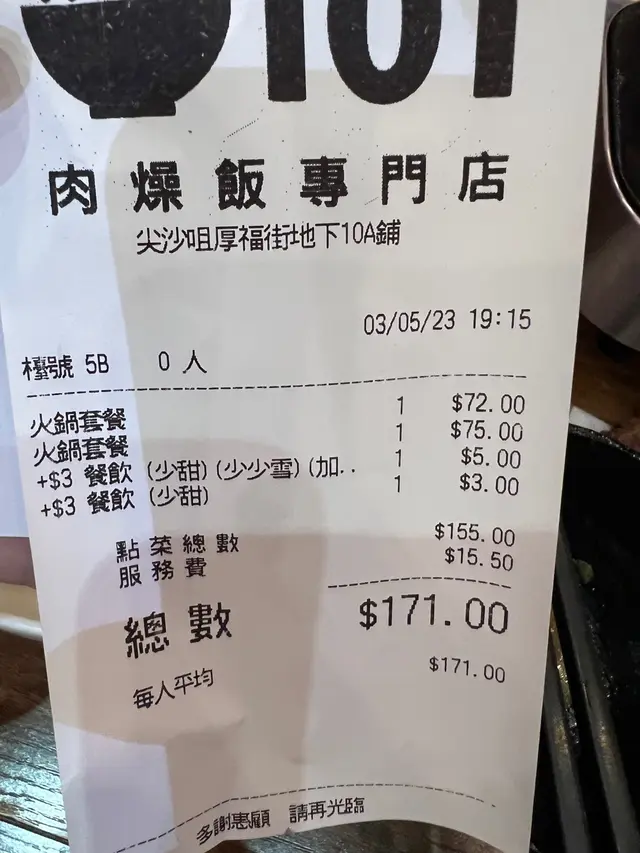 101
肉燥飯專門店
尖沙咀厚福街地下10A鋪
03/05/23 19:15
檯號 5B 0 人
火鍋套餐 1 $72.00
火鍋套餐 1 $75.00
+$3 餐飲 (少甜) (少少雪) (加.. 1 $5.00
+$3 餐飲 (少甜) 1 $3.00
點菜總數 $155.00
服務費 $15.50
總數 $171.00
每人平均 $171.00
多謝惠顧 請再光臨